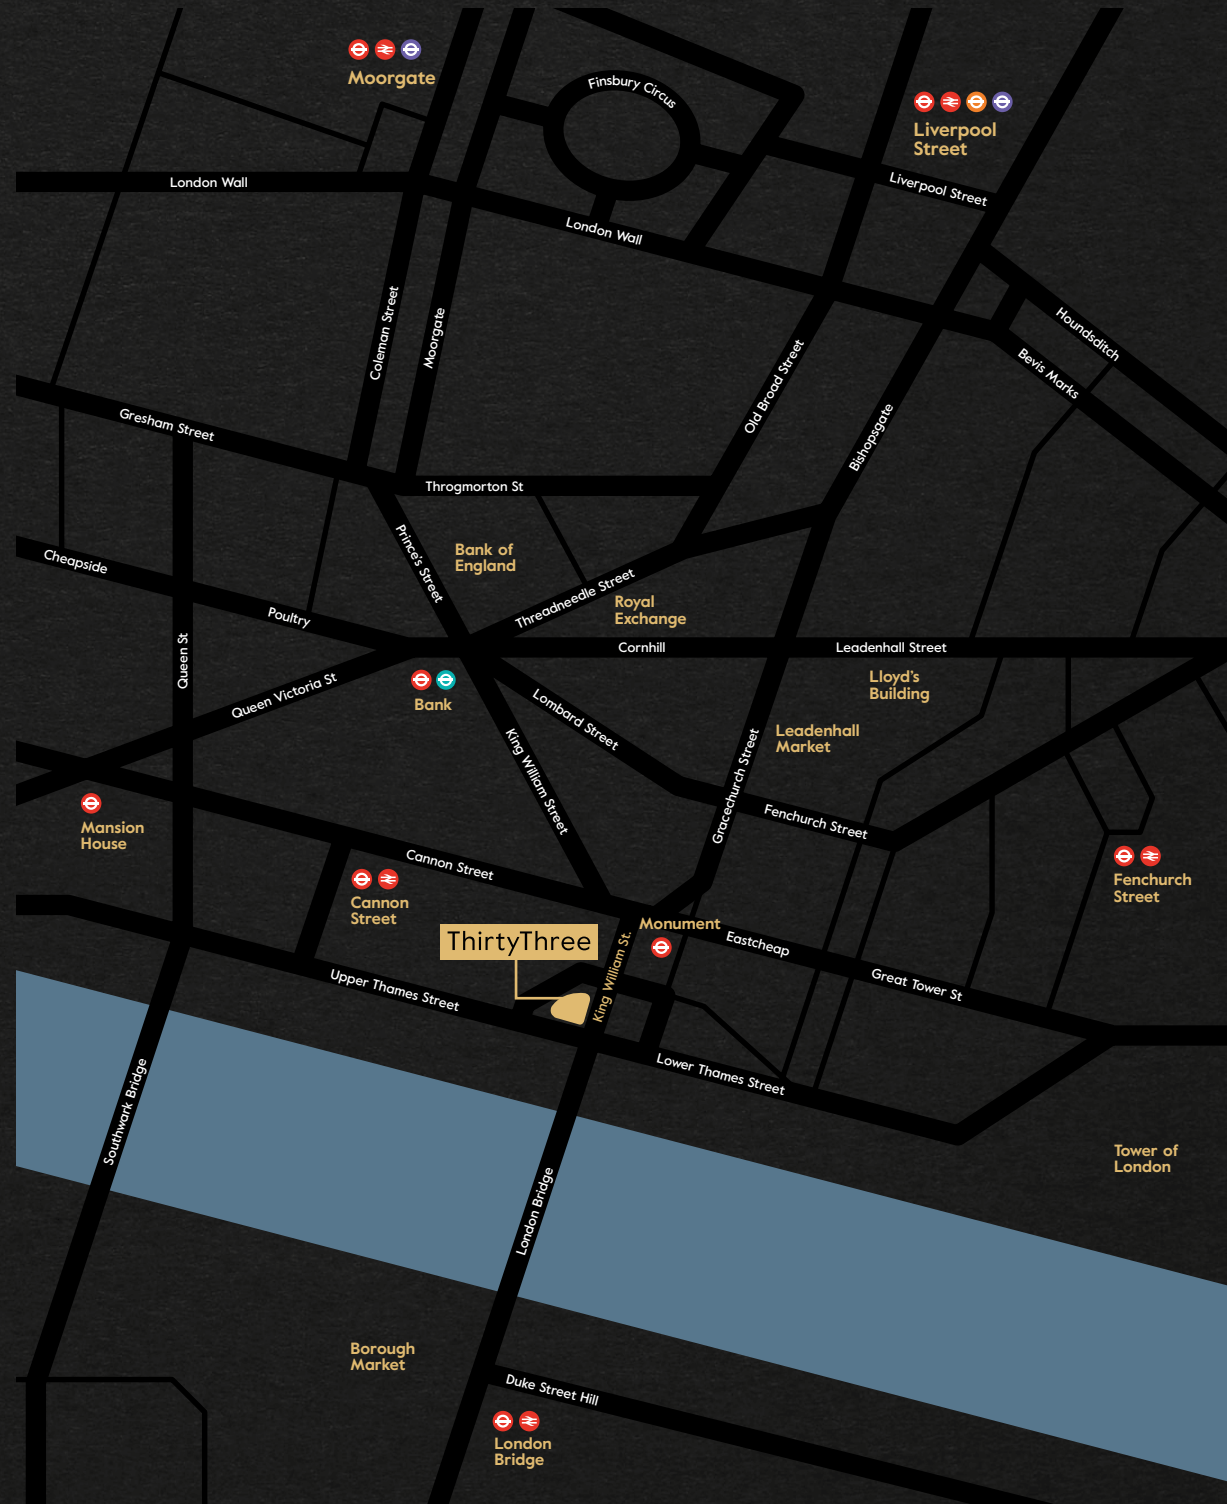 Finsbury Circus
Moorgate
Liverpool
Street
London Wall
Liverpool Street
London Wall
Coleman Street
Moorgate
Houndsditch
Bevis Marks
Old Broad Street
Bishopsgate
Gresham Street
Throgmorton St
Prince's Street
Bank of
England
Cheapside
Threadneedle Street
Royal
Exchange
Poultry
Queen St
Cornhill
Leadenhall Street
Lloyd's
Building
Queen Victoria St
Bank
Lombard Street
Leadenhall
Market
King William Street
Gracechurch Street
Fenchurch Street
Mansion
House
Cannon Street
Fenchurch
Street
Cannon
Street
Monument
ThirtyThree
Eastcheap
King William St.
Great Tower St
Upper Thames Street
Lower Thames Street
Southwark Bridge
Tower of
London
London Bridge
Borough
Market
Duke Street Hill
London
Bridge